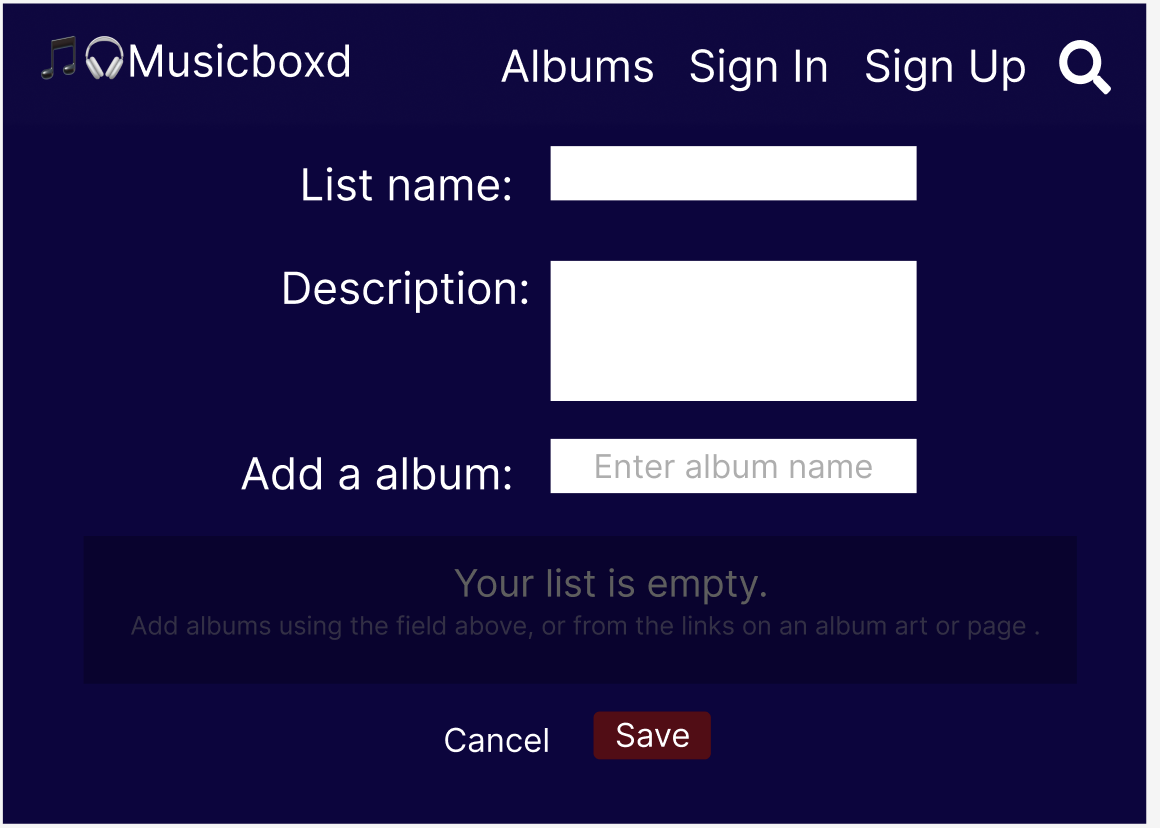 🎵🎧Musicboxd Albums Sign In Sign Up
List name:
Description:
Add a album: Enter album name
Your list is empty.
Add albums using the field above, or from the links on an album art or page .
Cancel Save